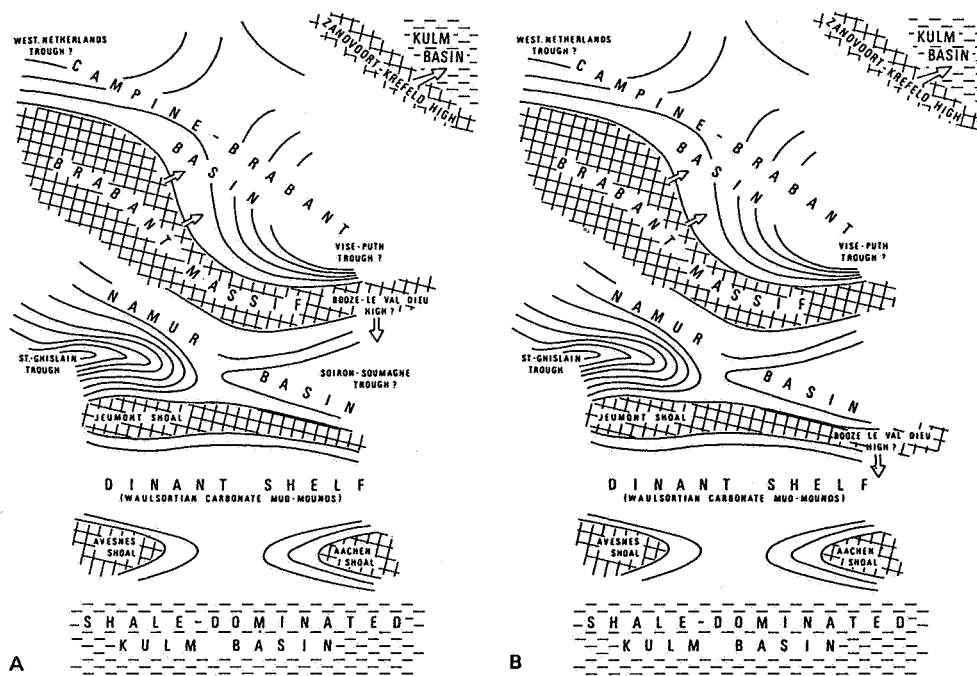 WEST. NETHERLANDS
TROUGH ?
ZANDVOORT-KREFELD HIGH
KULM
BASIN
CAMPINE-BRABANT
BASIN
BRABANT MASSIF
VISE-PUTH
TROUGH ?
BOOZE-LE VAL DIEU
HIGH ?
NAMUR
BASIN
ST-GHISLAIN
TROUGH
SOIRON-SOUMAGNE
TROUGH ?
JEUMONT SHOAL
DINANT SHELF
(WAULSORTIAN CARBONATE MUD-MOUNDS)
AVESNES
SHOAL
AACHEN
SHOAL
SHALE-DOMINATED
KULM BASIN
A
WEST. NETHERLANDS
TROUGH ?
ZANDVOORT-KREFELD HIGH
KULM
BASIN
CAMPINE-BRABANT
BASIN
BRABANT MASSIF
VISE-PUTH
TROUGH ?
NAMUR
BASIN
ST-GHISLAIN
TROUGH
JEUMONT SHOAL
BOOZE LE VAL DIEU
HIGH ?
DINANT SHELF
(WAULSORTIAN CARBONATE MUD-MOUNDS)
AVESNES
SHOAL
AACHEN
SHOAL
SHALE-DOMINATED
KULM BASIN
B